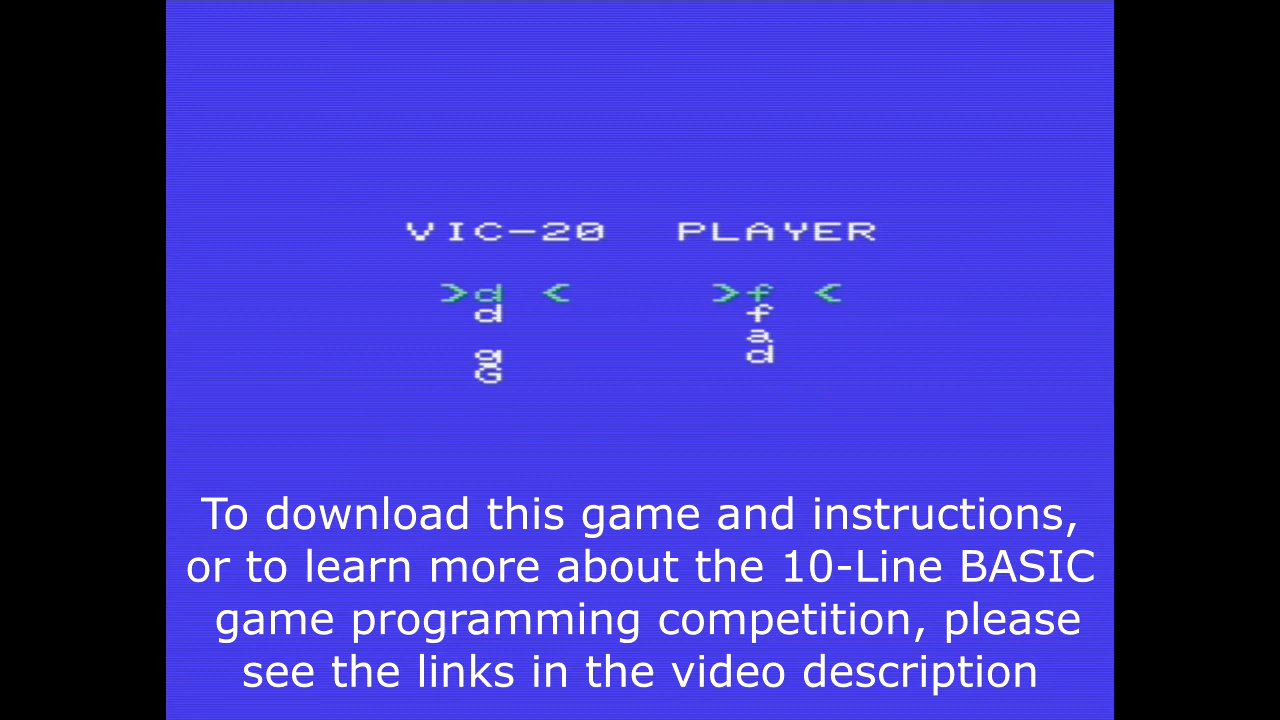 VIC-20 PLAYER
>d < >f <
d f
a
g d
G
To download this game and instructions,
or to learn more about the 10-Line BASIC
game programming competition, please
see the links in the video description